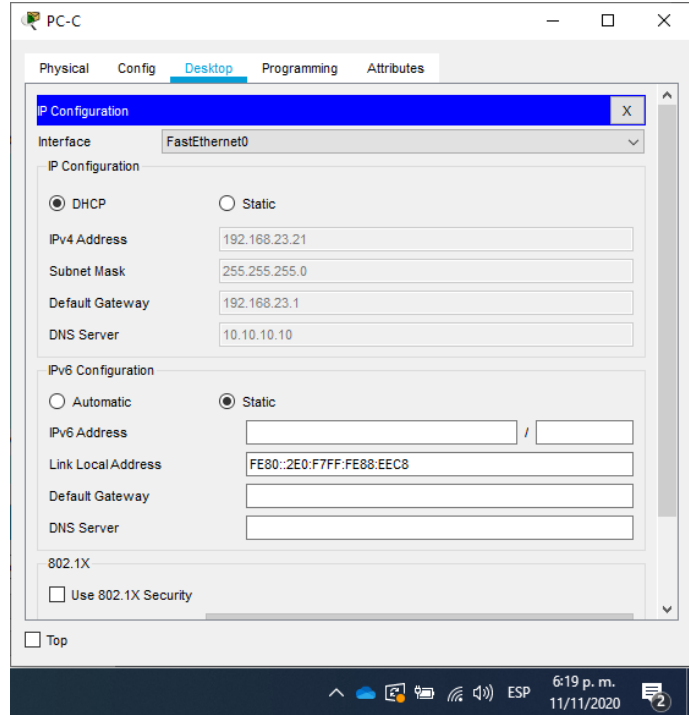 PC-C
Physical Config Desktop Programming Attributes
IP Configuration X
Interface FastEthernet0
IP Configuration
DHCP Static
IPv4 Address 192.168.23.21
Subnet Mask 255.255.255.0
Default Gateway 192.168.23.1
DNS Server 10.10.10.10
IPv6 Configuration
Automatic Static
IPv6 Address /
Link Local Address FE80::2E0:F7FF:FE88:EEC8
Default Gateway
DNS Server
802.1X
Use 802.1X Security
Top
ESP 6:19 p. m.
11/11/2020 2